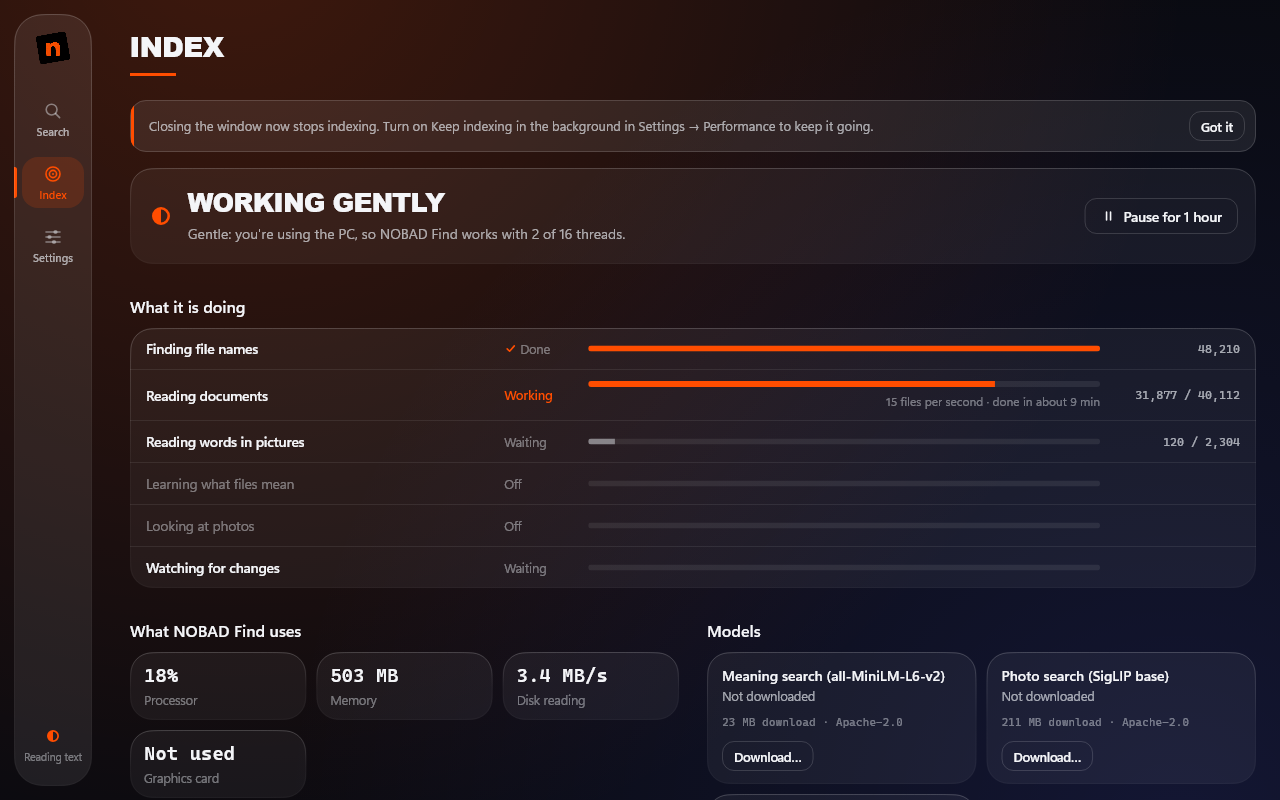 n
INDEX
Search
Index
Settings
Reading text
Closing the window now stops indexing. Turn on Keep indexing in the background in Settings → Performance to keep it going.
Got it
WORKING GENTLY
Gentle: you're using the PC, so NOBAD Find works with 2 of 16 threads.
Pause for 1 hour
What it is doing
Finding file names Done 48,210
Reading documents Working 31,877 / 40,112
15 files per second · done in about 9 min
Reading words in pictures Waiting 120 / 2,304
Learning what files mean Off
Looking at photos Off
Watching for changes Waiting
What NOBAD Find uses
18%
Processor
503 MB
Memory
3.4 MB/s
Disk reading
Not used
Graphics card
Models
Meaning search (all-MiniLM-L6-v2)
Not downloaded
23 MB download · Apache-2.0
Download...
Photo search (SigLIP base)
Not downloaded
211 MB download · Apache-2.0
Download...